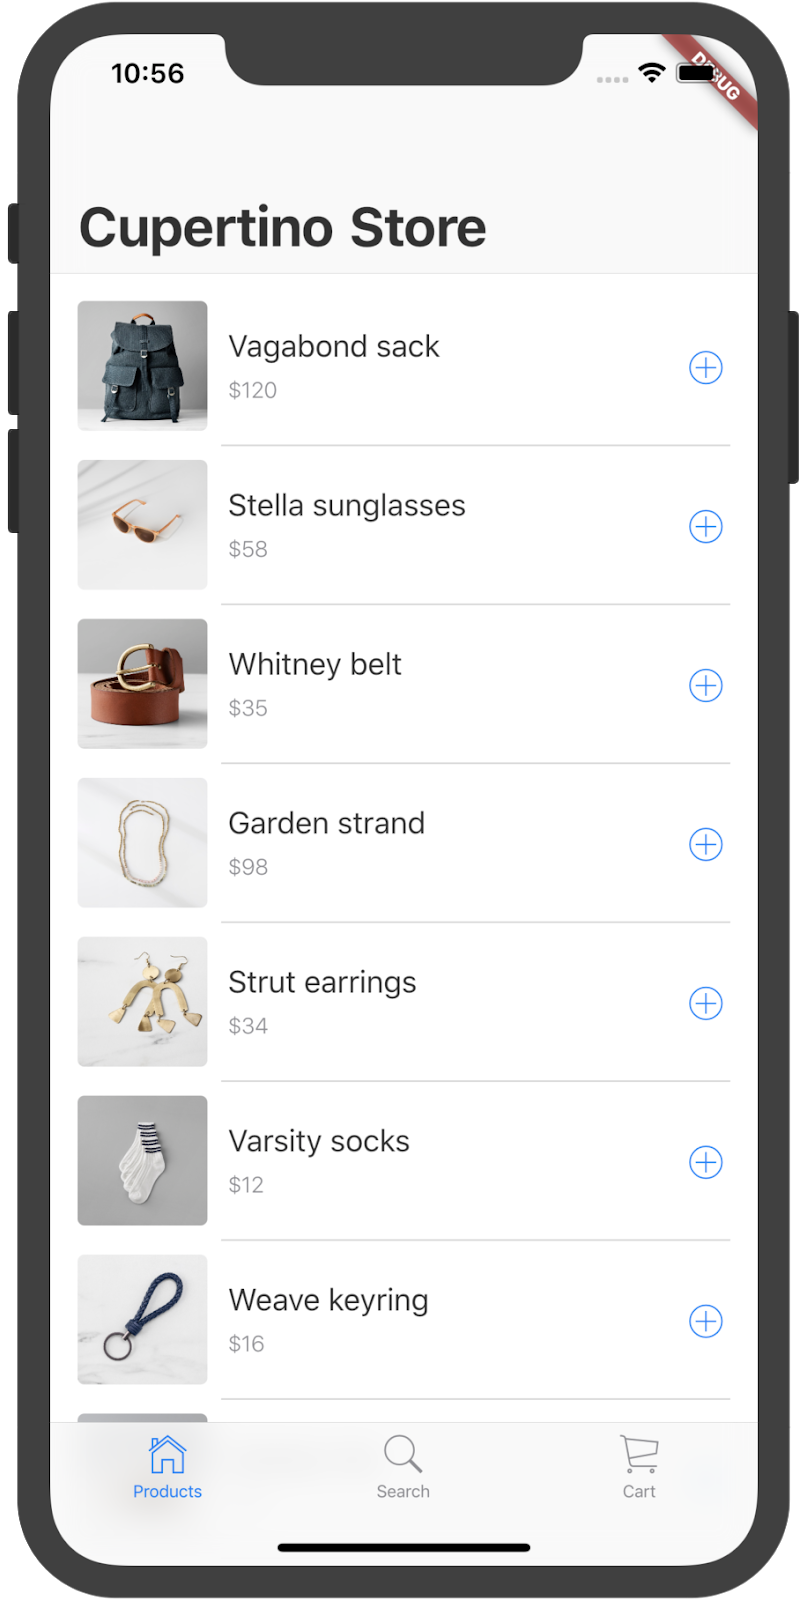 10:56
DEBUG
Cupertino Store
Vagabond sack
$120
Stella sunglasses
$58
Whitney belt
$35
Garden strand
$98
Strut earrings
$34
Varsity socks
$12
Weave keyring
$16
Products
Search
Cart